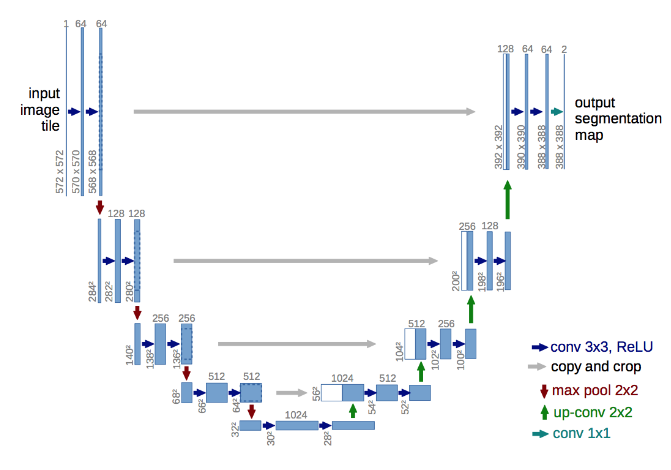 1 64 64
128 64 64 2
input
image
tile
output
segmentation
map
572 x 572
570 x 570
568 x 568
392 x 392
390 x 390
388 x 388
388 x 388
128 128
256 128
284²
282²
280²
200²
198²
196²
256 256
512 256
140²
138²
136²
104²
102²
100²
512 512
1024 512
68²
66²
64²
56²
54²
52²
1024
32²
30²
28²
conv 3x3, ReLU
copy and crop
max pool 2x2
up-conv 2x2
conv 1x1